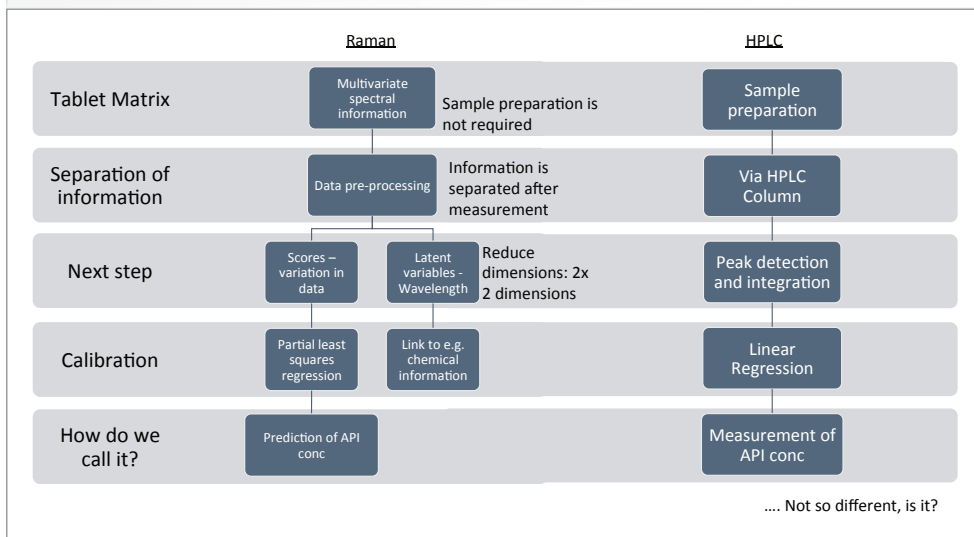 Raman
HPLC
Tablet Matrix
Multivariate
spectral
information
Sample preparation is
not required
Sample
preparation
Separation of
information
Data pre-processing
Information is
separated after
measurement
Via HPLC
Column
Next step
Scores –
variation in
data
Latent
variables -
Wavelength
Reduce
dimensions: 2x
2 dimensions
Peak detection
and integration
Calibration
Partial least
squares
regression
Link to e.g.
chemical
information
Linear
Regression
How do we
call it?
Prediction of API
conc
Measurement of
API conc
…. Not so different, is it?